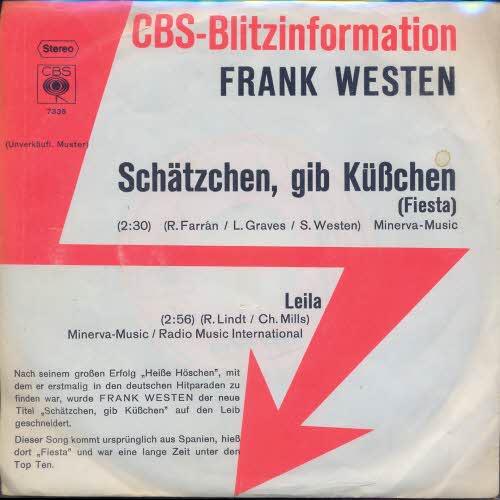 CBS-Blitzinformation
Stereo
FRANK WESTEN
CBS
7335
(Unverkäufl. Muster)
Schätzchen, gib Küßchen
(Fiesta)
(2:30) (R. Farrán / L. Graves / S. Westen) Minerva-Music
Leila
(2:56) (R. Lindt / Ch. Mills)
Minerva-Music / Radio Music International
Nach seinem großen Erfolg „Heiße Höschen", mit
dem er erstmalig in den deutschen Hitparaden zu
finden war, wurde FRANK WESTEN der neue
Titel „Schätzchen, gib Küßchen" auf den Leib
geschneidert.
Dieser Song kommt ursprünglich aus Spanien, hieß
dort „Fiesta" und war eine lange Zeit unter den
Top Ten.